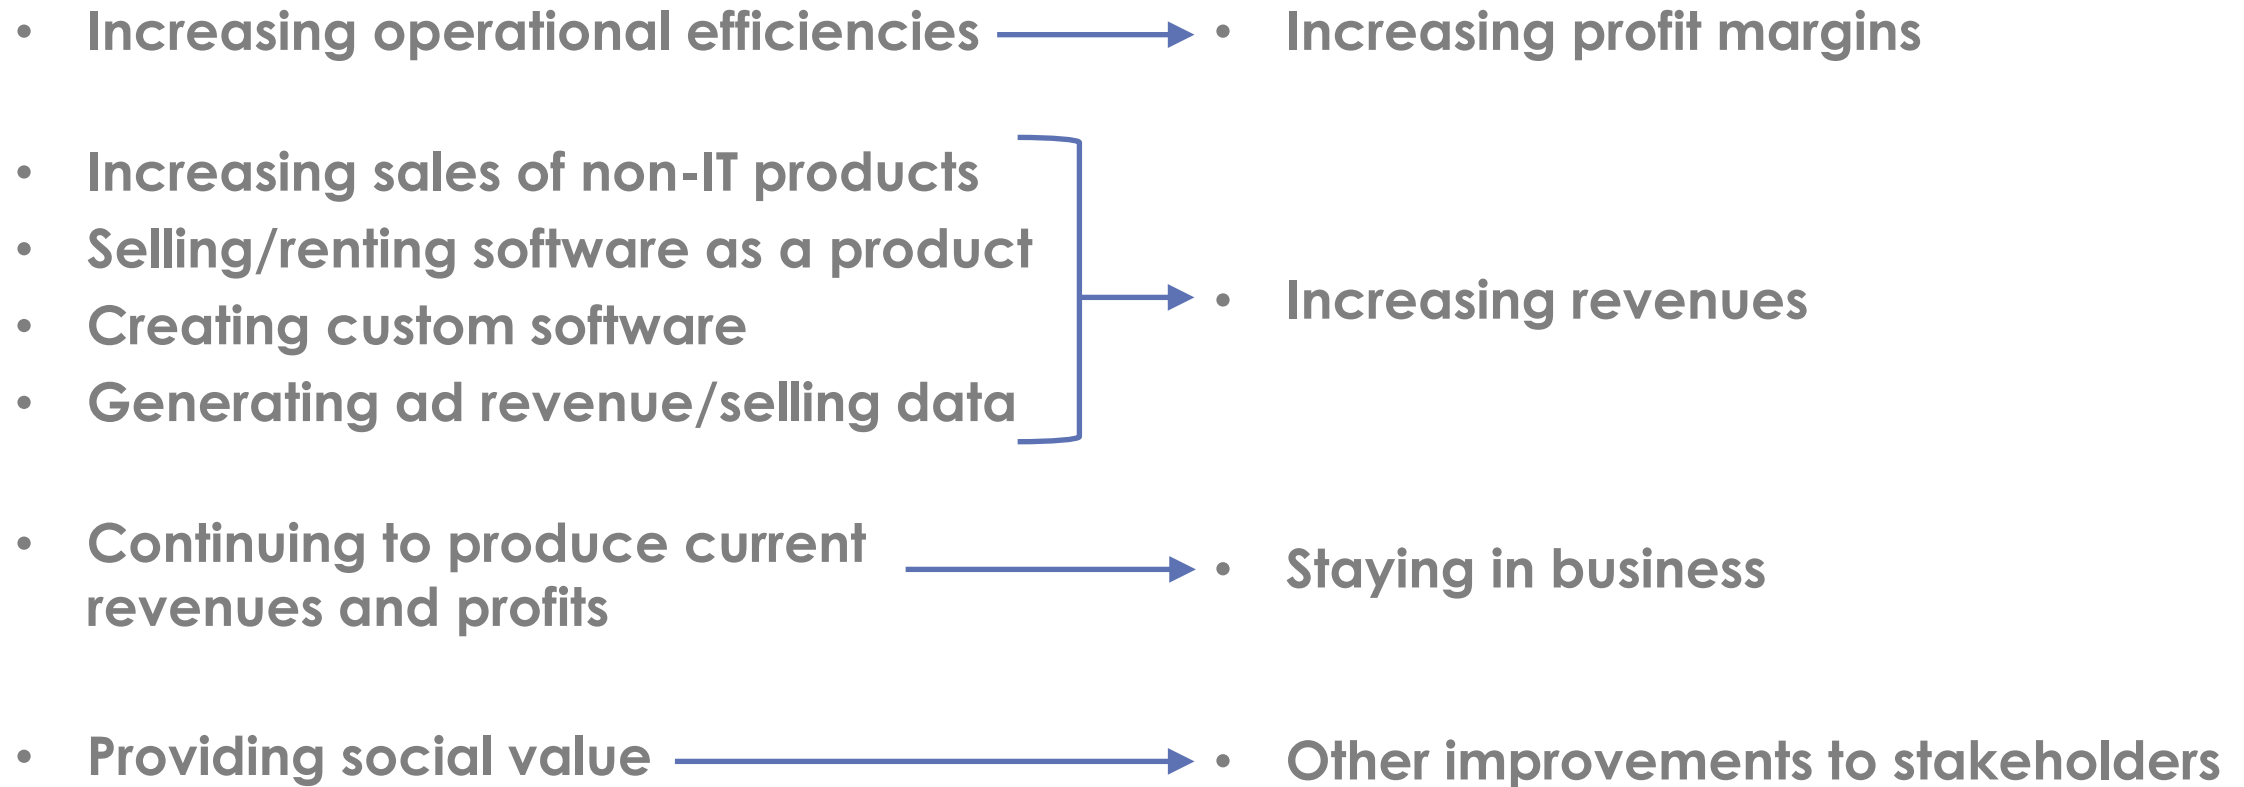 • Increasing operational efficiencies
• Increasing profit margins
• Increasing sales of non-IT products
• Selling/renting software as a product
• Creating custom software
• Generating ad revenue/selling data
• Increasing revenues
• Continuing to produce current
revenues and profits
• Staying in business
• Providing social value
• Other improvements to stakeholders